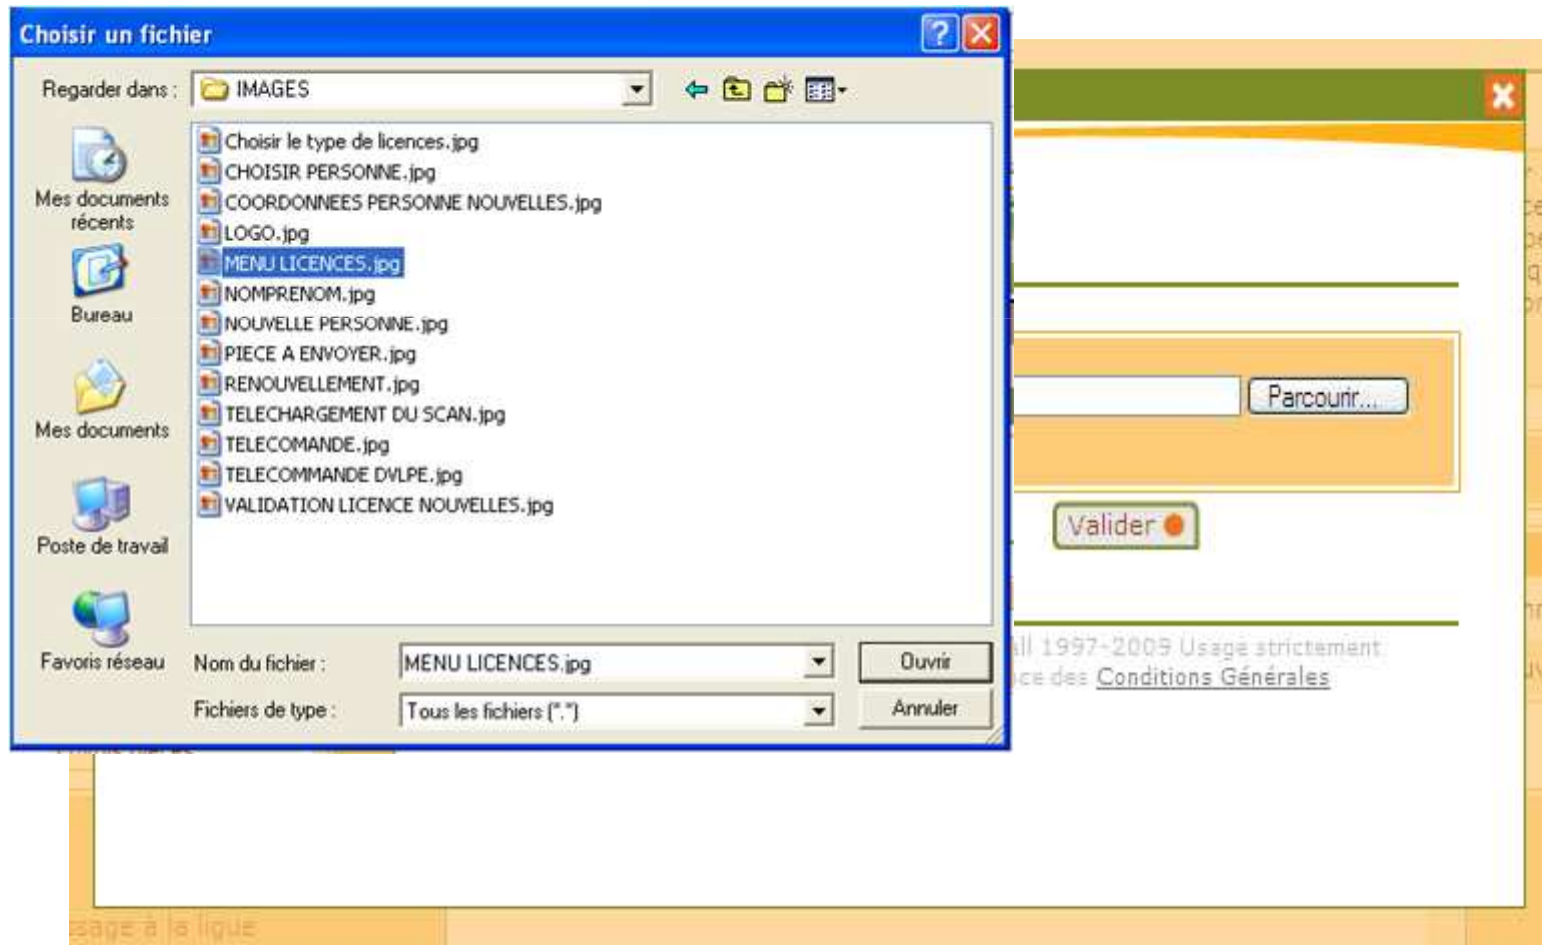 Choisir un fichier
Regarder dans :
IMAGES
Mes documents
récents
Bureau
Mes documents
Poste de travail
Favoris réseau
Choisir le type de licences.jpg
CHOISIR PERSONNE.jpg
COORDONNEES PERSONNE NOUVELLES.jpg
LOGO.jpg
MENU LICENCES.jpg
NOMPRENOM.jpg
NOUVELLE PERSONNE.jpg
PIECE A ENVOYER.jpg
RENOUVELLEMENT.jpg
TELECHARGEMENT DU SCAN.jpg
TELECOMANDE.jpg
TELECOMMANDE DVLPE.jpg
VALIDATION LICENCE NOUVELLES.jpg
Nom du fichier :
MENU LICENCES.jpg
Ouvrir
Fichiers de type :
Tous les fichiers (*.*)
Annuler
Parcourir...
Valider
all 1997-2009 Usage strictement
ce des Conditions Générales
ssage à la ligue